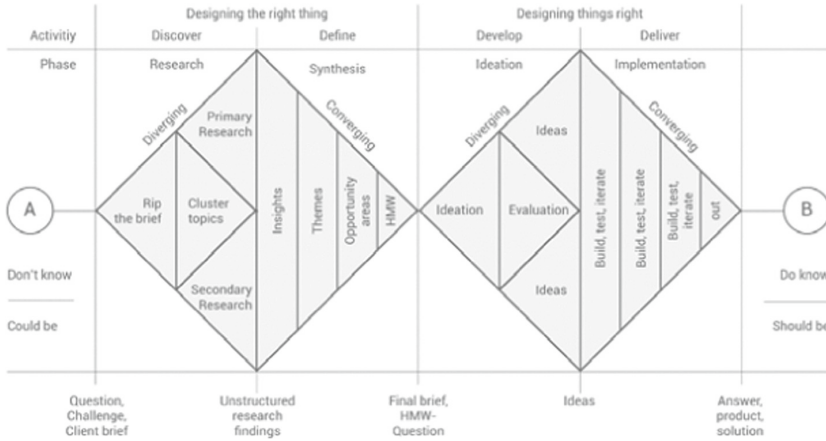 Designing the right thing
Designing things right
Activitiy
Discover
Define
Develop
Deliver
Phase
Research
Synthesis
Ideation
Implementation
Diverging
Converging
Diverging
Converging
Primary
Research
Ideas
A
Rip
the brief
Cluster
topics
Insights
Themes
Opportunity
areas
HMW
Ideation
Evaluation
Build, test, iterate
Build, test, iterate
Build, test,
iterate
out
B
Secondary
Research
Ideas
Don't know
Could be
Do know
Should be
Question,
Challenge,
Client brief
Unstructured
research
findings
Final brief,
HMW-
Question
Ideas
Answer,
product,
solution